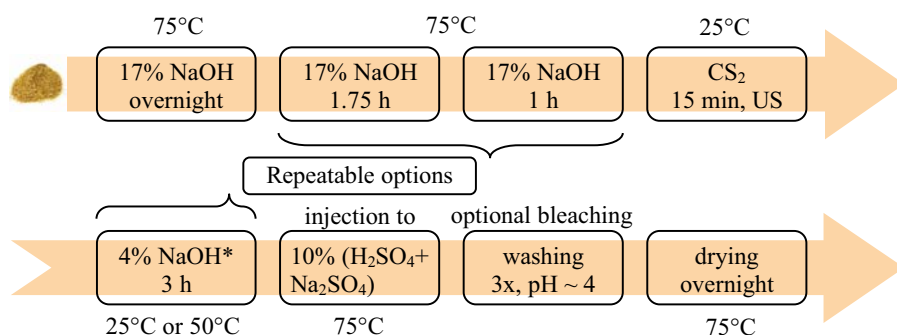 75°C
75°C
25°C
17% NaOH
overnight
17% NaOH
1.75 h
17% NaOH
1 h
CS₂
15 min, US
Repeatable options
injection to
optional bleaching
4% NaOH*
3 h
10% (H₂SO₄+
Na₂SO₄)
washing
3x, pH ~ 4
drying
overnight
25°C or 50°C
75°C
75°C